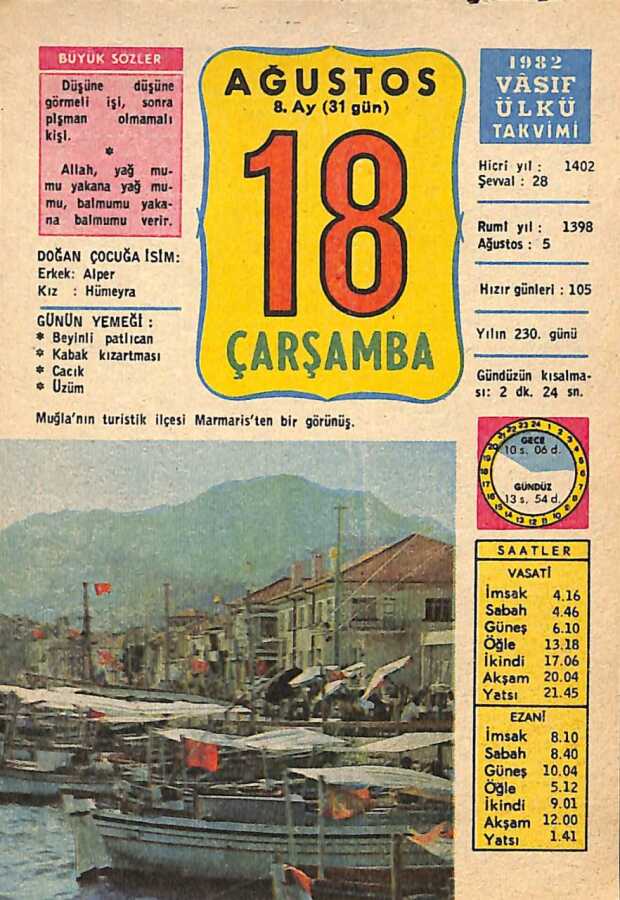 BÜYÜK SÖZLER
Düşüne düşüne
görmeli işi, sonra
pişman olmamalı
kişi.
Allah, yağ mu-
mu yakana yağ mu-
mu, balmumu yaka-
na balmumu verir.
DOĞAN ÇOCUĞA İSİM:
Erkek: Alper
Kız : Hümeyra
GÜNÜN YEMEĞİ :
* Beyinli patlıcan
* Kabak kızartması
* Cacık
* Üzüm
AĞUSTOS
8. Ay (31 gün)
18
ÇARŞAMBA
1982
VÂSIF
ÜLKÜ
TAKVİMİ
Hicrî yıl : 1402
Şevval : 28
Rumî yıl : 1398
Ağustos : 5
Hızır günleri : 105
Yılın 230. günü
Gündüzün kısalma-
sı: 2 dk. 24 sn.
Muğla'nın turistik ilçesi Marmaris'ten bir görünüş.
GECE
10 s. 06 d.
GÜNDÜZ
13 s. 54 d.
SAATLER
VASATİ
İmsak 4.16
Sabah 4.46
Güneş 6.10
Öğle 13.18
İkindi 17.06
Akşam 20.04
Yatsı 21.45
EZANİ
İmsak 8.10
Sabah 8.40
Güneş 10.04
Öğle 5.12
İkindi 9.01
Akşam 12.00
Yatsı 1.41